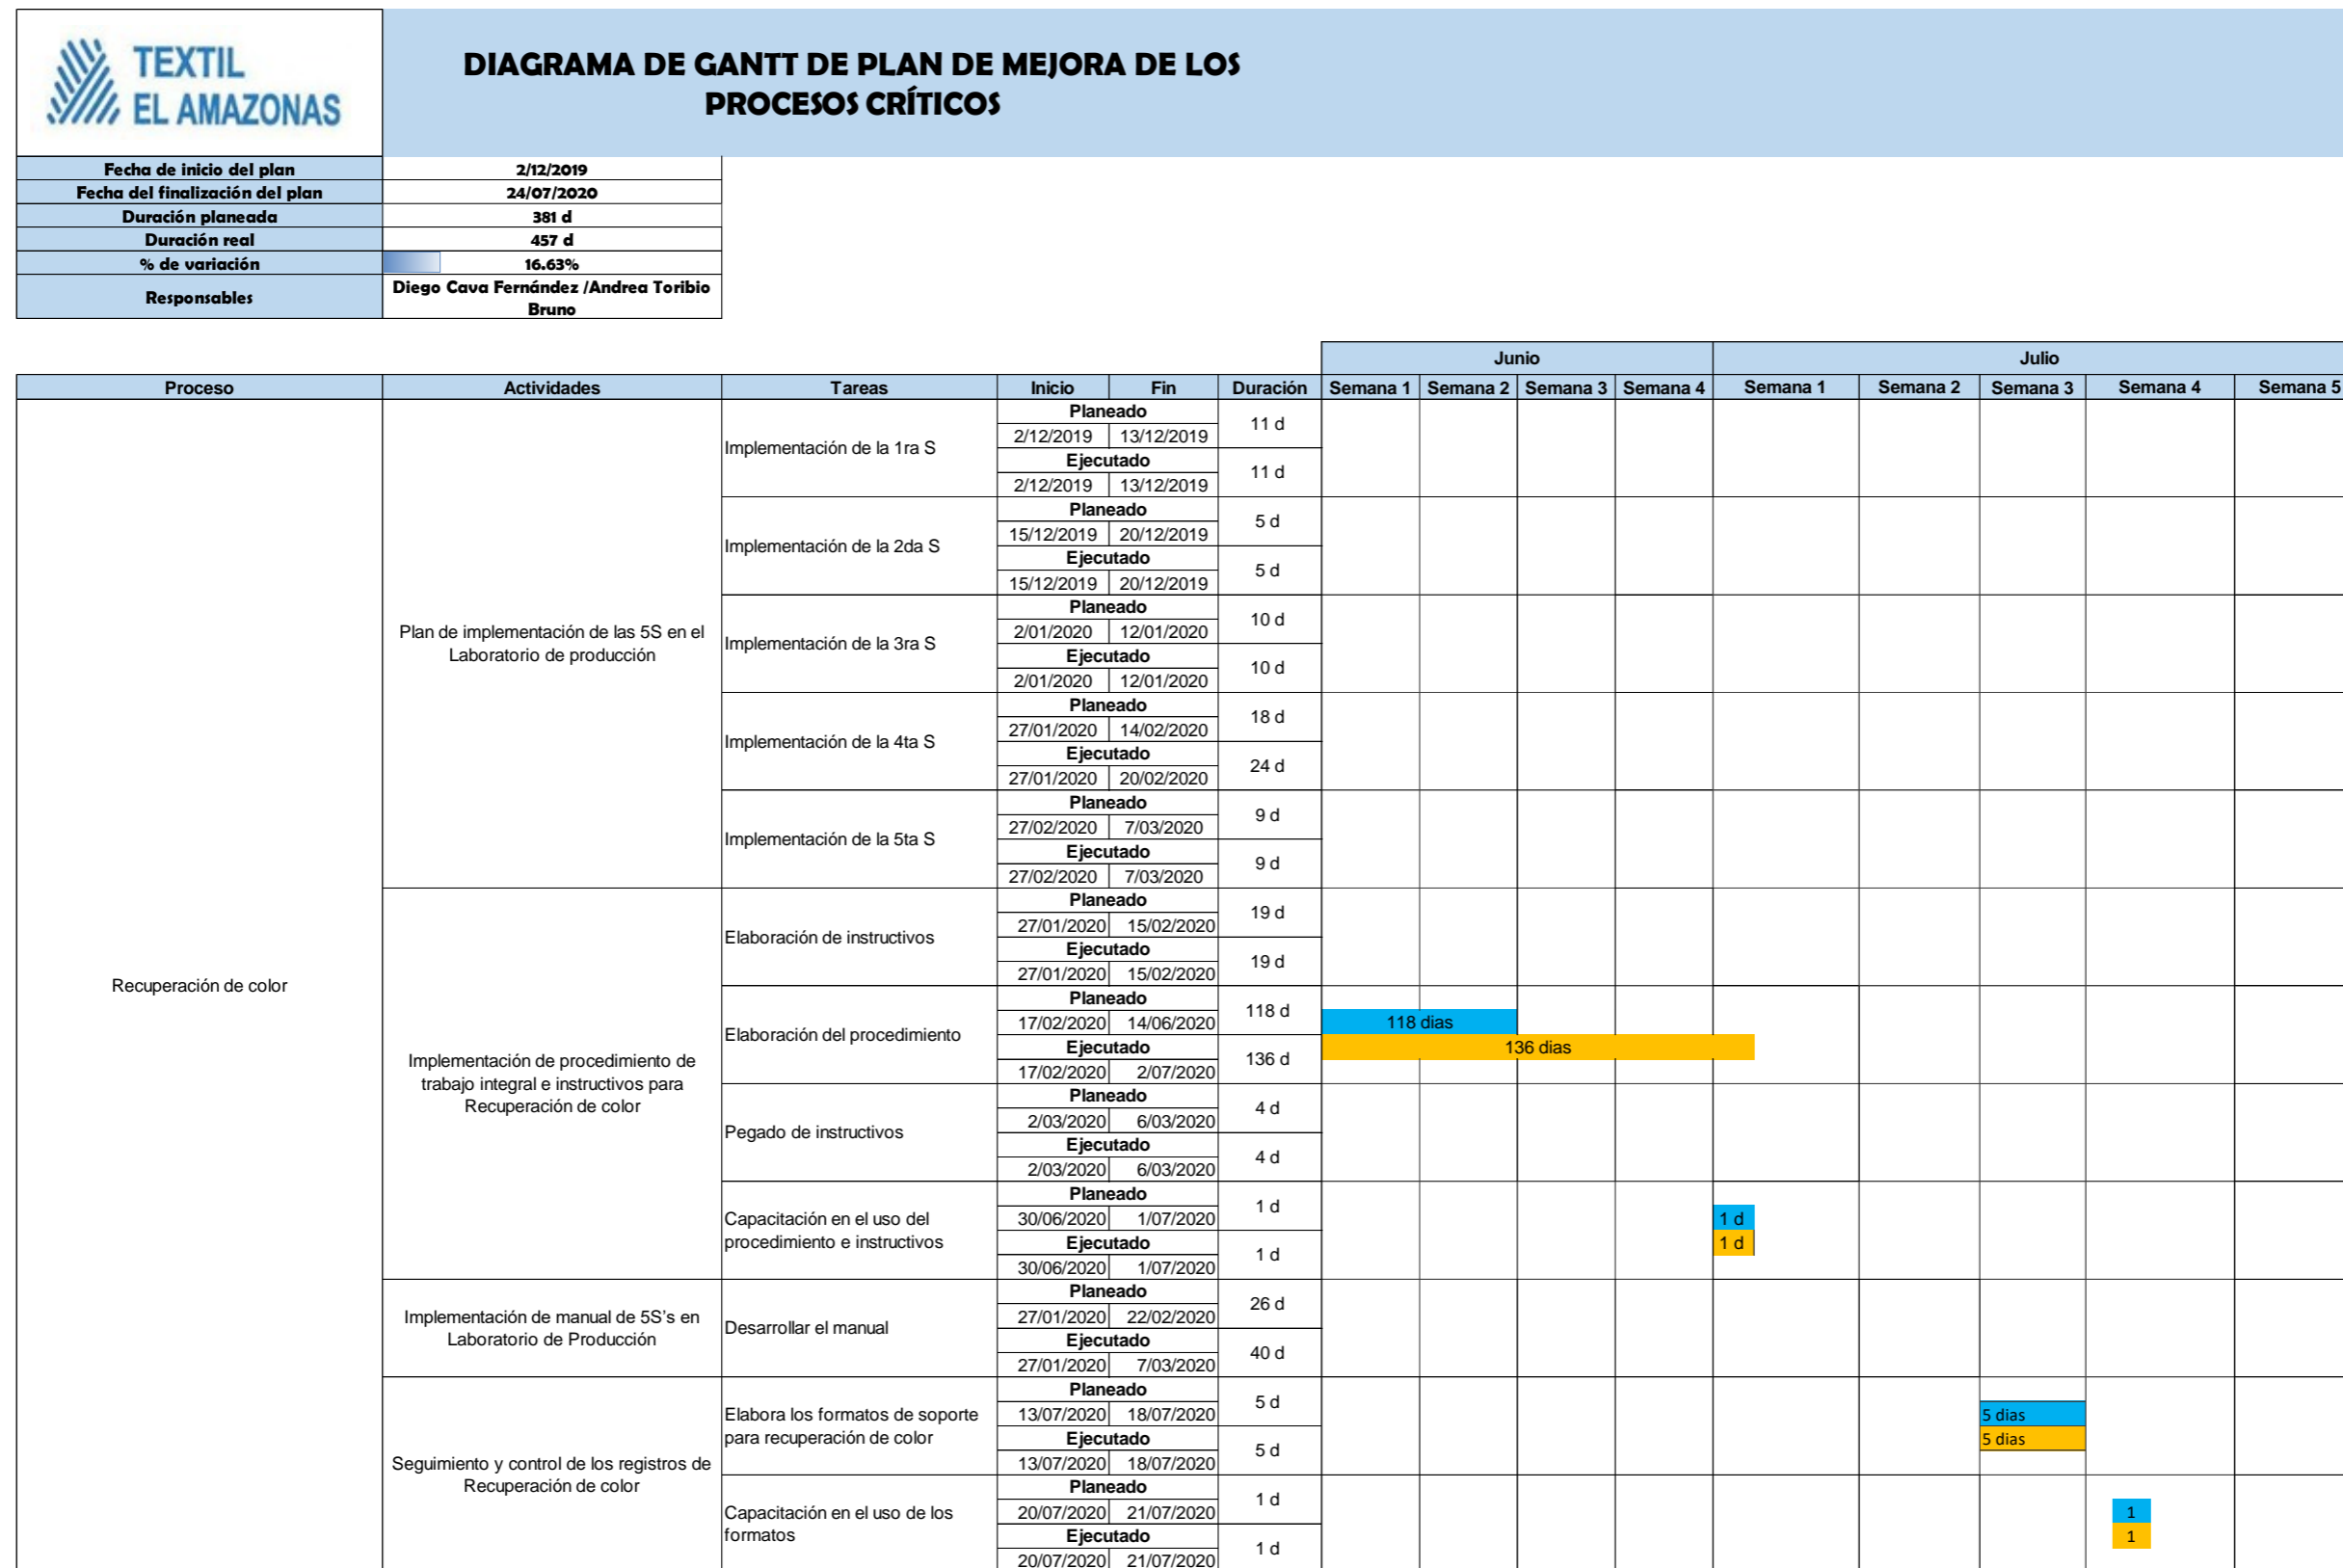 TEXTIL
EL AMAZONAS
DIAGRAMA DE GANTT DE PLAN DE MEJORA DE LOS
PROCESOS CRÍTICOS
Fecha de inicio del plan 2/12/2019
Fecha del finalización del plan 24/07/2020
Duración planeada 381 d
Duración real 457 d
% de variación 16.63%
Responsables
Diego Cava Fernández /Andrea Toribio
Bruno
Junio Julio
Proceso Actividades Tareas Inicio Fin Duración Semana 1 Semana 2 Semana 3 Semana 4 Semana 1 Semana 2 Semana 3 Semana 4 Semana 5
Recuperación de color
Plan de implementación de las 5S en el
Laboratorio de producción
Implementación de la 1ra S
Planeado
2/12/2019 13/12/2019
11 d
Ejecutado
2/12/2019 13/12/2019
11 d
Implementación de la 2da S
Planeado
15/12/2019 20/12/2019
5 d
Ejecutado
15/12/2019 20/12/2019
5 d
Implementación de la 3ra S
Planeado
2/01/2020 12/01/2020
10 d
Ejecutado
2/01/2020 12/01/2020
10 d
Implementación de la 4ta S
Planeado
27/01/2020 14/02/2020
18 d
Ejecutado
27/01/2020 20/02/2020
24 d
Implementación de la 5ta S
Planeado
27/02/2020 7/03/2020
9 d
Ejecutado
27/02/2020 7/03/2020
9 d
Implementación de procedimiento de
trabajo integral e instructivos para
Recuperación de color
Elaboración de instructivos
Planeado
27/01/2020 15/02/2020
19 d
Ejecutado
27/01/2020 15/02/2020
19 d
Elaboración del procedimiento
Planeado
17/02/2020 14/06/2020
118 d
118 dias
Ejecutado
17/02/2020 2/07/2020
136 d
136 dias
Pegado de instructivos
Planeado
2/03/2020 6/03/2020
4 d
Ejecutado
2/03/2020 6/03/2020
4 d
Capacitación en el uso del
procedimiento e instructivos
Planeado
30/06/2020 1/07/2020
1 d
1 d
Ejecutado
30/06/2020 1/07/2020
1 d
1 d
Implementación de manual de 5S's en
Laboratorio de Producción
Desarrollar el manual
Planeado
27/01/2020 22/02/2020
26 d
Ejecutado
27/01/2020 7/03/2020
40 d
Seguimiento y control de los registros de
Recuperación de color
Elabora los formatos de soporte
para recuperación de color
Planeado
13/07/2020 18/07/2020
5 d
5 dias
Ejecutado
13/07/2020 18/07/2020
5 d
5 dias
Capacitación en el uso de los
formatos
Planeado
20/07/2020 21/07/2020
1 d
1
Ejecutado
20/07/2020 21/07/2020
1 d
1